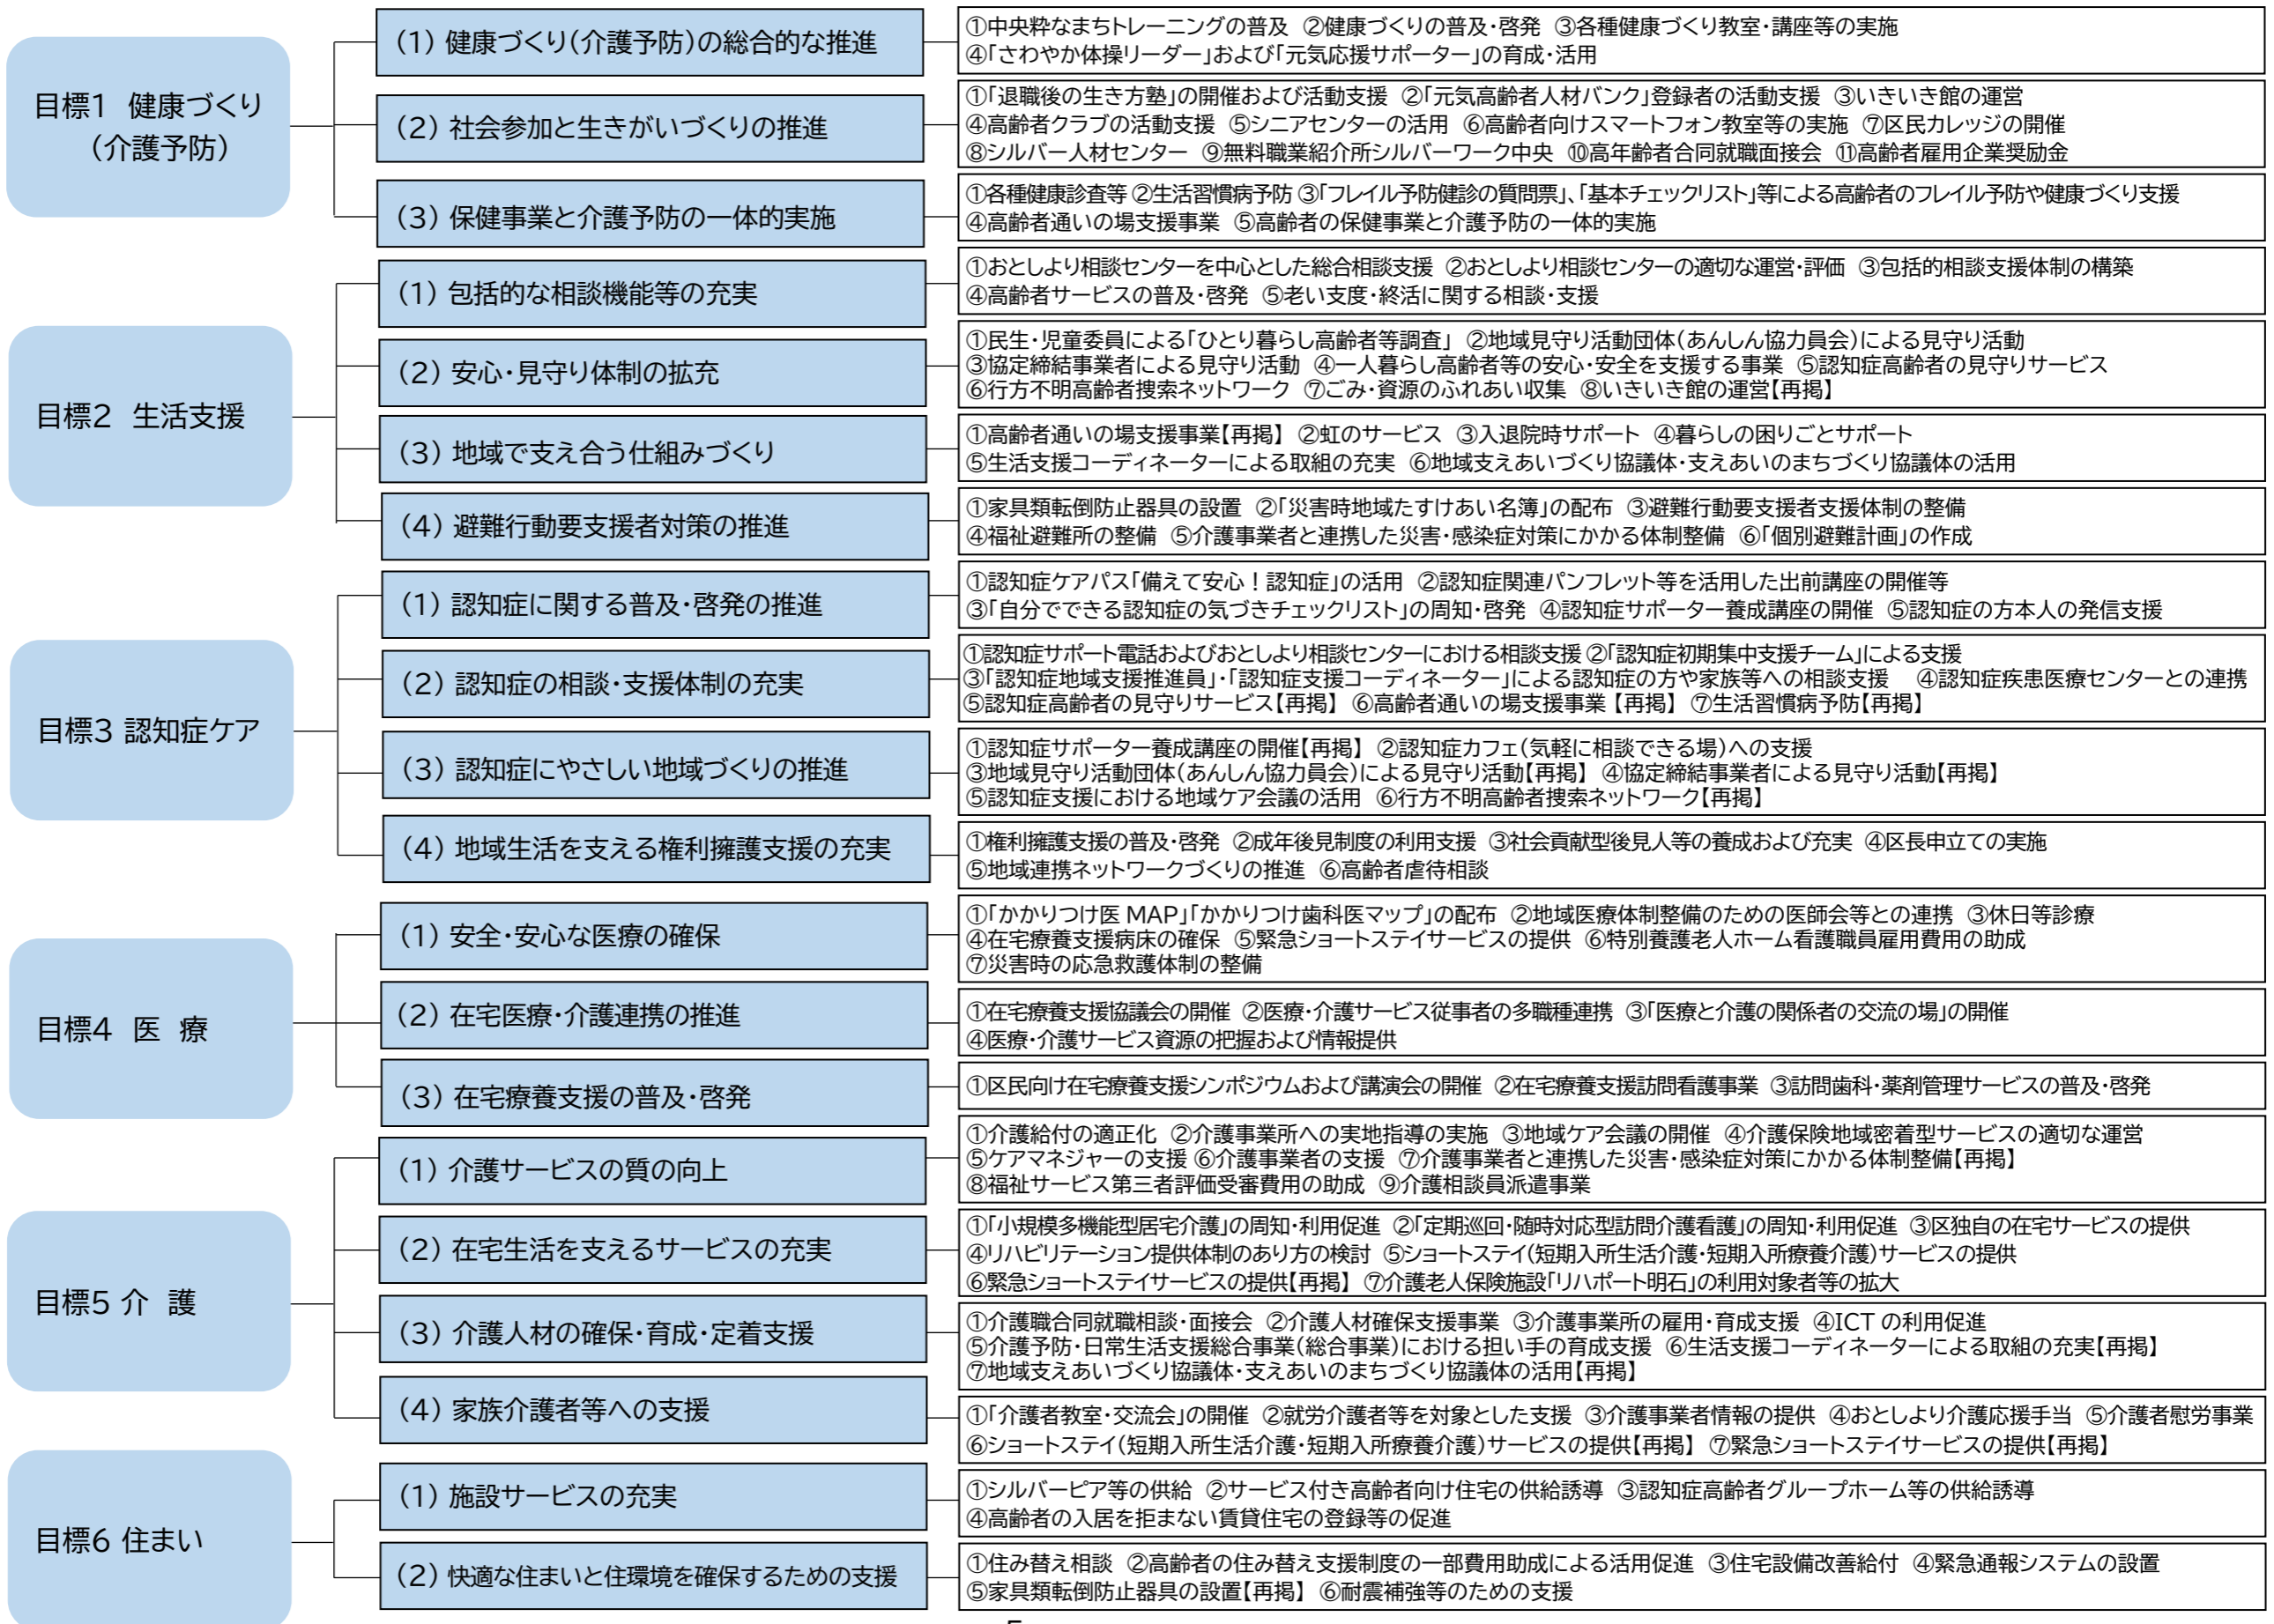 目標1 健康づくり
（介護予防）
（1）健康づくり（介護予防）の総合的な推進
①中央粋なまちトレーニングの普及 ②健康づくりの普及・啓発 ③各種健康づくり教室・講座等の実施
④「さわやか体操リーダー」および「元気応援サポーター」の育成・活用
（2）社会参加と生きがいづくりの推進
①「退職後の生き方塾」の開催および活動支援 ②「元気高齢者人材バンク」登録者の活動支援 ③いきいき館の運営
④高齢者クラブの活動支援 ⑤シニアセンターの活用 ⑥高齢者向けスマートフォン教室等の実施 ⑦区民カレッジの開催
⑧シルバー人材センター ⑨無料職業紹介所シルバーワーク中央 ⑩高年齢者合同就職面接会 ⑪高齢者雇用企業奨励金
（3）保健事業と介護予防の一体的実施
①各種健康診査等 ②生活習慣病予防 ③「フレイル予防健診の質問票」、「基本チェックリスト」等による高齢者のフレイル予防や健康づくり支援
④高齢者通いの場支援事業 ⑤高齢者の保健事業と介護予防の一体的実施
目標2 生活支援
（1）包括的な相談機能等の充実
①おとしより相談センターを中心とした総合相談支援 ②おとしより相談センターの適切な運営・評価 ③包括的相談支援体制の構築
④高齢者サービスの普及・啓発 ⑤老い支度・終活に関する相談・支援
（2）安心・見守り体制の拡充
①民生・児童委員による「ひとり暮らし高齢者等調査」 ②地域見守り活動団体（あんしん協力員会）による見守り活動
③協定締結事業者による見守り活動 ④一人暮らし高齢者等の安心・安全を支援する事業 ⑤認知症高齢者の見守りサービス
⑥行方不明高齢者捜索ネットワーク ⑦ごみ・資源のふれあい収集 ⑧いきいき館の運営【再掲】
（3）地域で支え合う仕組みづくり
①高齢者通いの場支援事業【再掲】 ②虹のサービス ③入退院時サポート ④暮らしの困りごとサポート
⑤生活支援コーディネーターによる取組の充実 ⑥地域支えあいづくり協議体・支えあいのまちづくり協議体の活用
（4）避難行動要支援者対策の推進
①家具類転倒防止器具の設置 ②「災害時地域たすけあい名簿」の配布 ③避難行動要支援者支援体制の整備
④福祉避難所の整備 ⑤介護事業者と連携した災害・感染症対策にかかる体制整備 ⑥「個別避難計画」の作成
目標3 認知症ケア
（1）認知症に関する普及・啓発の推進
①認知症ケアパス「備えて安心！認知症」の活用 ②認知症関連パンフレット等を活用した出前講座の開催等
③「自分でできる認知症の気づきチェックリスト」の周知・啓発 ④認知症サポーター養成講座の開催 ⑤認知症の方本人の発信支援
（2）認知症の相談・支援体制の充実
①認知症サポート電話およびおとしより相談センターにおける相談支援 ②「認知症初期集中支援チーム」による支援
③「認知症地域支援推進員」・「認知症支援コーディネーター」による認知症の方や家族等への相談支援 ④認知症疾患医療センターとの連携
⑤認知症高齢者の見守りサービス【再掲】 ⑥高齢者通いの場支援事業【再掲】 ⑦生活習慣病予防【再掲】
（3）認知症にやさしい地域づくりの推進
①認知症サポーター養成講座の開催【再掲】 ②認知症カフェ（気軽に相談できる場）への支援
③地域見守り活動団体（あんしん協力員会）による見守り活動【再掲】 ④協定締結事業者による見守り活動【再掲】
⑤認知症支援における地域ケア会議の活用 ⑥行方不明高齢者捜索ネットワーク【再掲】
（4）地域生活を支える権利擁護支援の充実
①権利擁護支援の普及・啓発 ②成年後見制度の利用支援 ③社会貢献型後見人等の養成および充実 ④区長申立ての実施
⑤地域連携ネットワークづくりの推進 ⑥高齢者虐待相談
目標4 医 療
（1）安全・安心な医療の確保
①「かかりつけ医 MAP」「かかりつけ歯科医マップ」の配布 ②地域医療体制整備のための医師会等との連携 ③休日等診療
④在宅療養支援病床の確保 ⑤緊急ショートステイサービスの提供 ⑥特別養護老人ホーム看護職員雇用費用の助成
⑦災害時の応急救護体制の整備
（2）在宅医療・介護連携の推進
①在宅療養支援協議会の開催 ②医療・介護サービス従事者の多職種連携 ③「医療と介護の関係者の交流の場」の開催
④医療・介護サービス資源の把握および情報提供
（3）在宅療養支援の普及・啓発
①区民向け在宅療養支援シンポジウムおよび講演会の開催 ②在宅療養支援訪問看護事業 ③訪問歯科・薬剤管理サービスの普及・啓発
目標5 介 護
（1）介護サービスの質の向上
①介護給付の適正化 ②介護事業所への実地指導の実施 ③地域ケア会議の開催 ④介護保険地域密着型サービスの適切な運営
⑤ケアマネジャーの支援 ⑥介護事業者の支援 ⑦介護事業者と連携した災害・感染症対策にかかる体制整備【再掲】
⑧福祉サービス第三者評価受審費用の助成 ⑨介護相談員派遣事業
（2）在宅生活を支えるサービスの充実
①「小規模多機能型居宅介護」の周知・利用促進 ②「定期巡回・随時対応型訪問介護看護」の周知・利用促進 ③区独自の在宅サービスの提供
④リハビリテーション提供体制のあり方の検討 ⑤ショートステイ（短期入所生活介護・短期入所療養介護）サービスの提供
⑥緊急ショートステイサービスの提供【再掲】 ⑦介護老人保険施設「リハポート明石」の利用対象者等の拡大
（3）介護人材の確保・育成・定着支援
①介護職合同就職相談・面接会 ②介護人材確保支援事業 ③介護事業所の雇用・育成支援 ④ICT の利用促進
⑤介護予防・日常生活支援総合事業（総合事業）における担い手の育成支援 ⑥生活支援コーディネーターによる取組の充実【再掲】
⑦地域支えあいづくり協議体・支えあいのまちづくり協議体の活用【再掲】
（4）家族介護者等への支援
①「介護者教室・交流会」の開催 ②就労介護者等を対象とした支援 ③介護事業者情報の提供 ④おとしより介護応援手当 ⑤介護者慰労事業
⑥ショートステイ（短期入所生活介護・短期入所療養介護）サービスの提供【再掲】 ⑦緊急ショートステイサービスの提供【再掲】
目標6 住まい
（1）施設サービスの充実
①シルバーピア等の供給 ②サービス付き高齢者向け住宅の供給誘導 ③認知症高齢者グループホーム等の供給誘導
④高齢者の入居を拒まない賃貸住宅の登録等の促進
（2）快適な住まいと住環境を確保するための支援
①住み替え相談 ②高齢者の住み替え支援制度の一部費用助成による活用促進 ③住宅設備改善給付 ④緊急通報システムの設置
⑤家具類転倒防止器具の設置【再掲】 ⑥耐震補強等のための支援